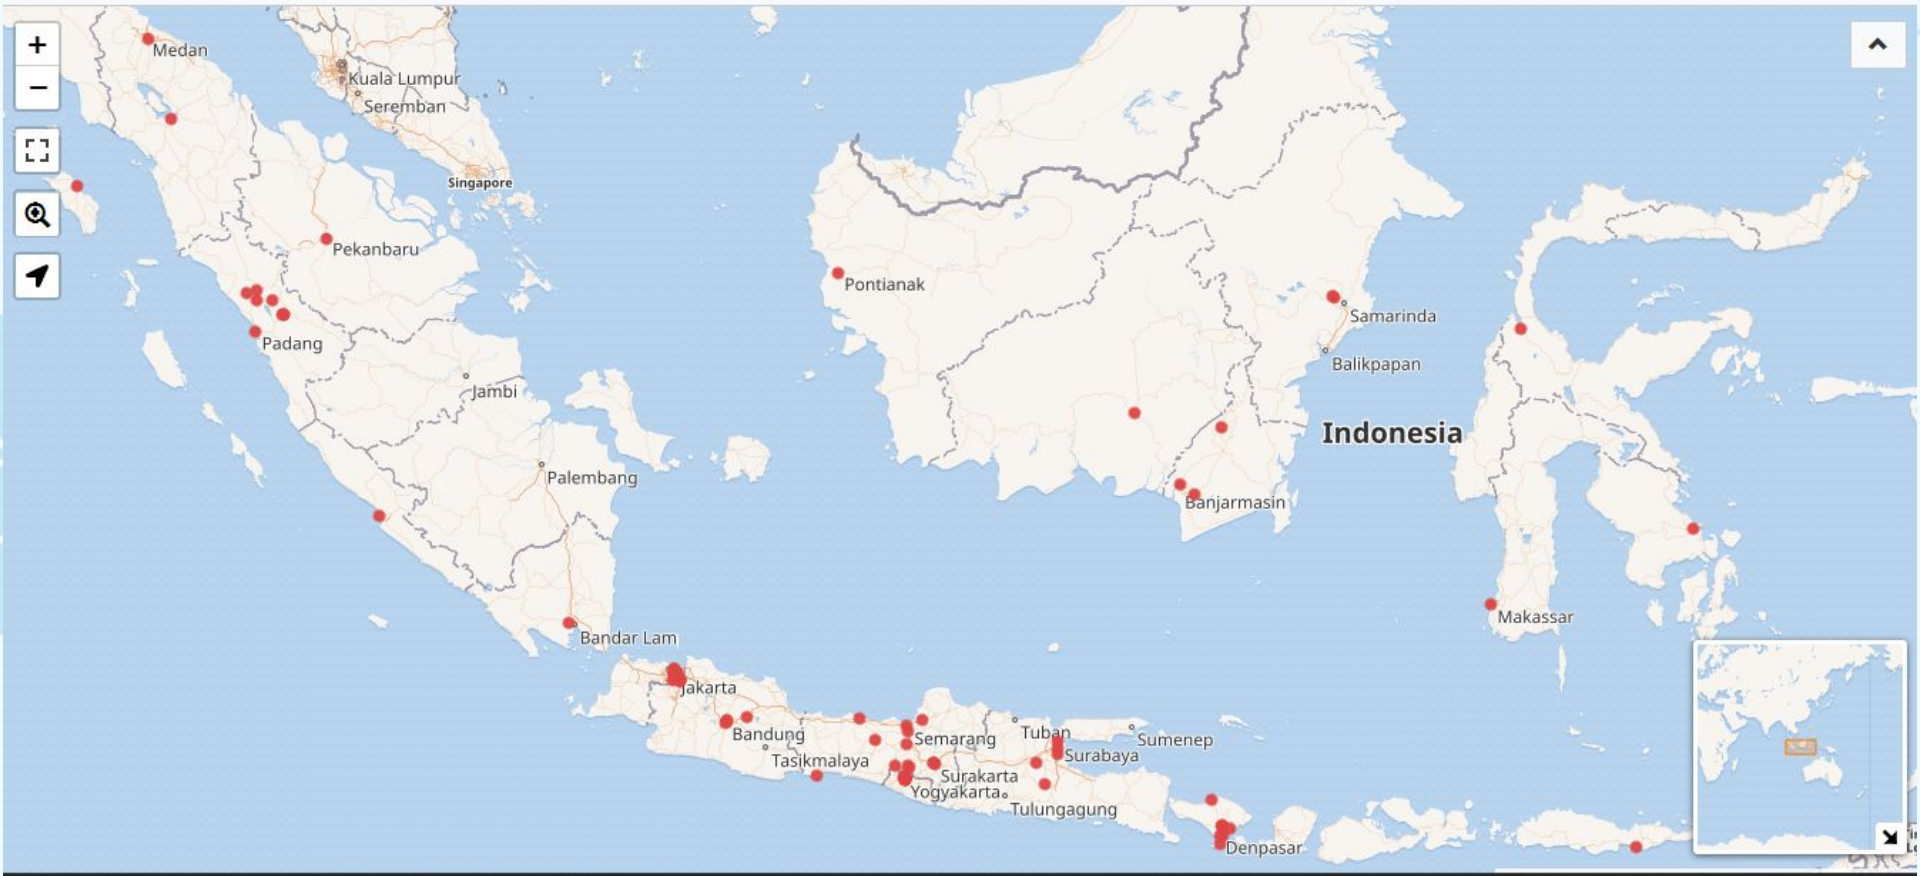 +
Medan
Kuala Lumpur
−
Seremban
Singapore
Pekanbaru
Pontianak
Samarinda
Padang
Balikpapan
Jambi
Indonesia
Palembang
Banjarmasin
Makassar
Bandar Lam
Jakarta
Bandung
Tuban
Semarang
Sumenep
Surabaya
Tasikmalaya
Surakarta
Yogyakarta
Tulungagung
Denpasar